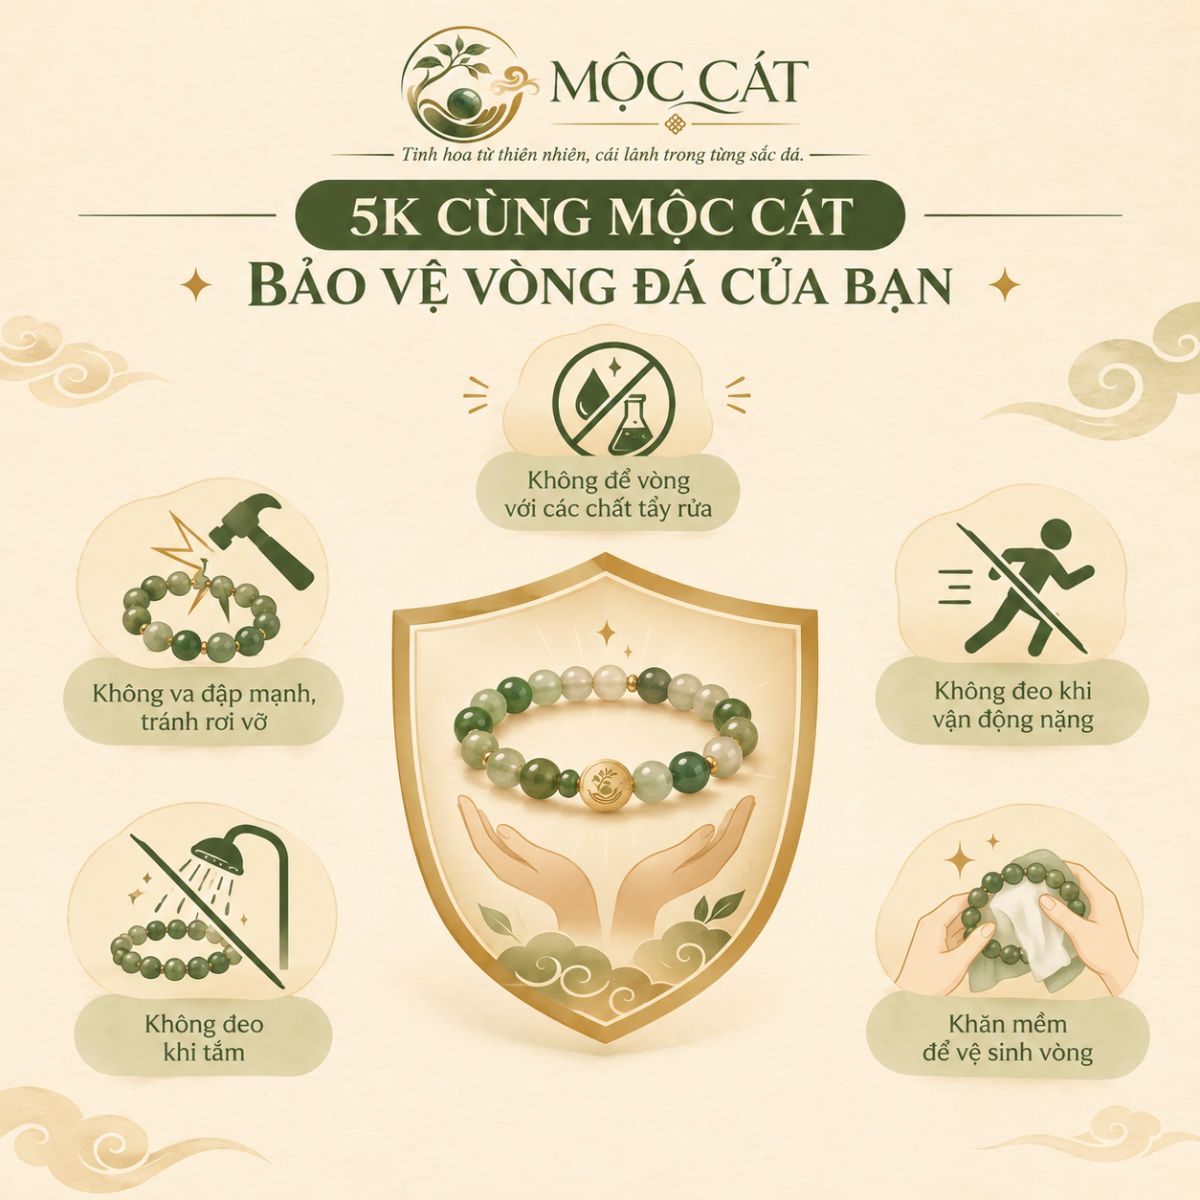 MỘC CÁT
Tinh hoa từ thiên nhiên, cái lành trong từng sắc đá.
5K CÙNG MỘC CÁT
BẢO VỆ VÒNG ĐÁ CỦA BẠN
Không để vòng
với các chất tẩy rửa
Không va đập mạnh,
tránh rơi vỡ
Không đeo khi
vận động nặng
Không đeo
khi tắm
Khăn mềm
để vệ sinh vòng